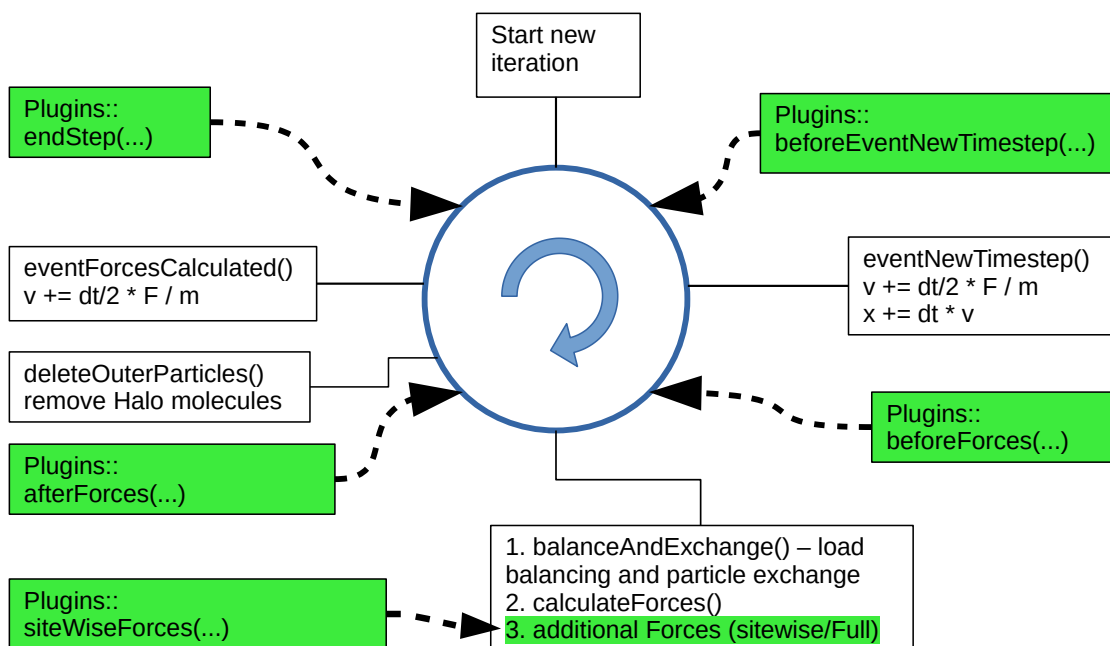 Start new
iteration
Plugins::
endStep(...)
Plugins::
beforeEventNewTimestep(...)
eventForcesCalculated()
v += dt/2 * F / m
eventNewTimestep()
v += dt/2 * F / m
x += dt * v
deleteOuterParticles()
remove Halo molecules
Plugins::
beforeForces(...)
Plugins::
afterForces(...)
1. balanceAndExchange() – load
balancing and particle exchange
2. calculateForces()
3. additional Forces (sitewise/Full)
Plugins::
siteWiseForces(...)